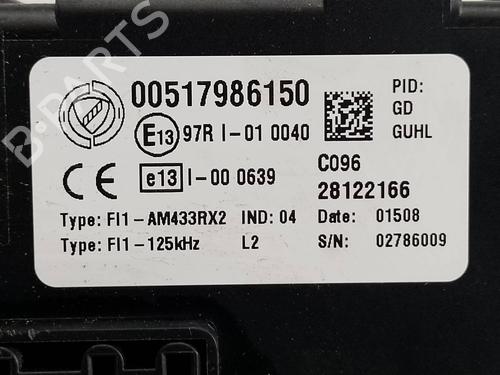 00517986150
PID:
GD
GUHL
E13 97R I-01 0040
C096
CE e13 I-00 0639
28122166
Type: FI1-AM433RX2 IND: 04 Date: 01508
Type: FI1-125kHz L2 S/N: 02786009
B-PARTS